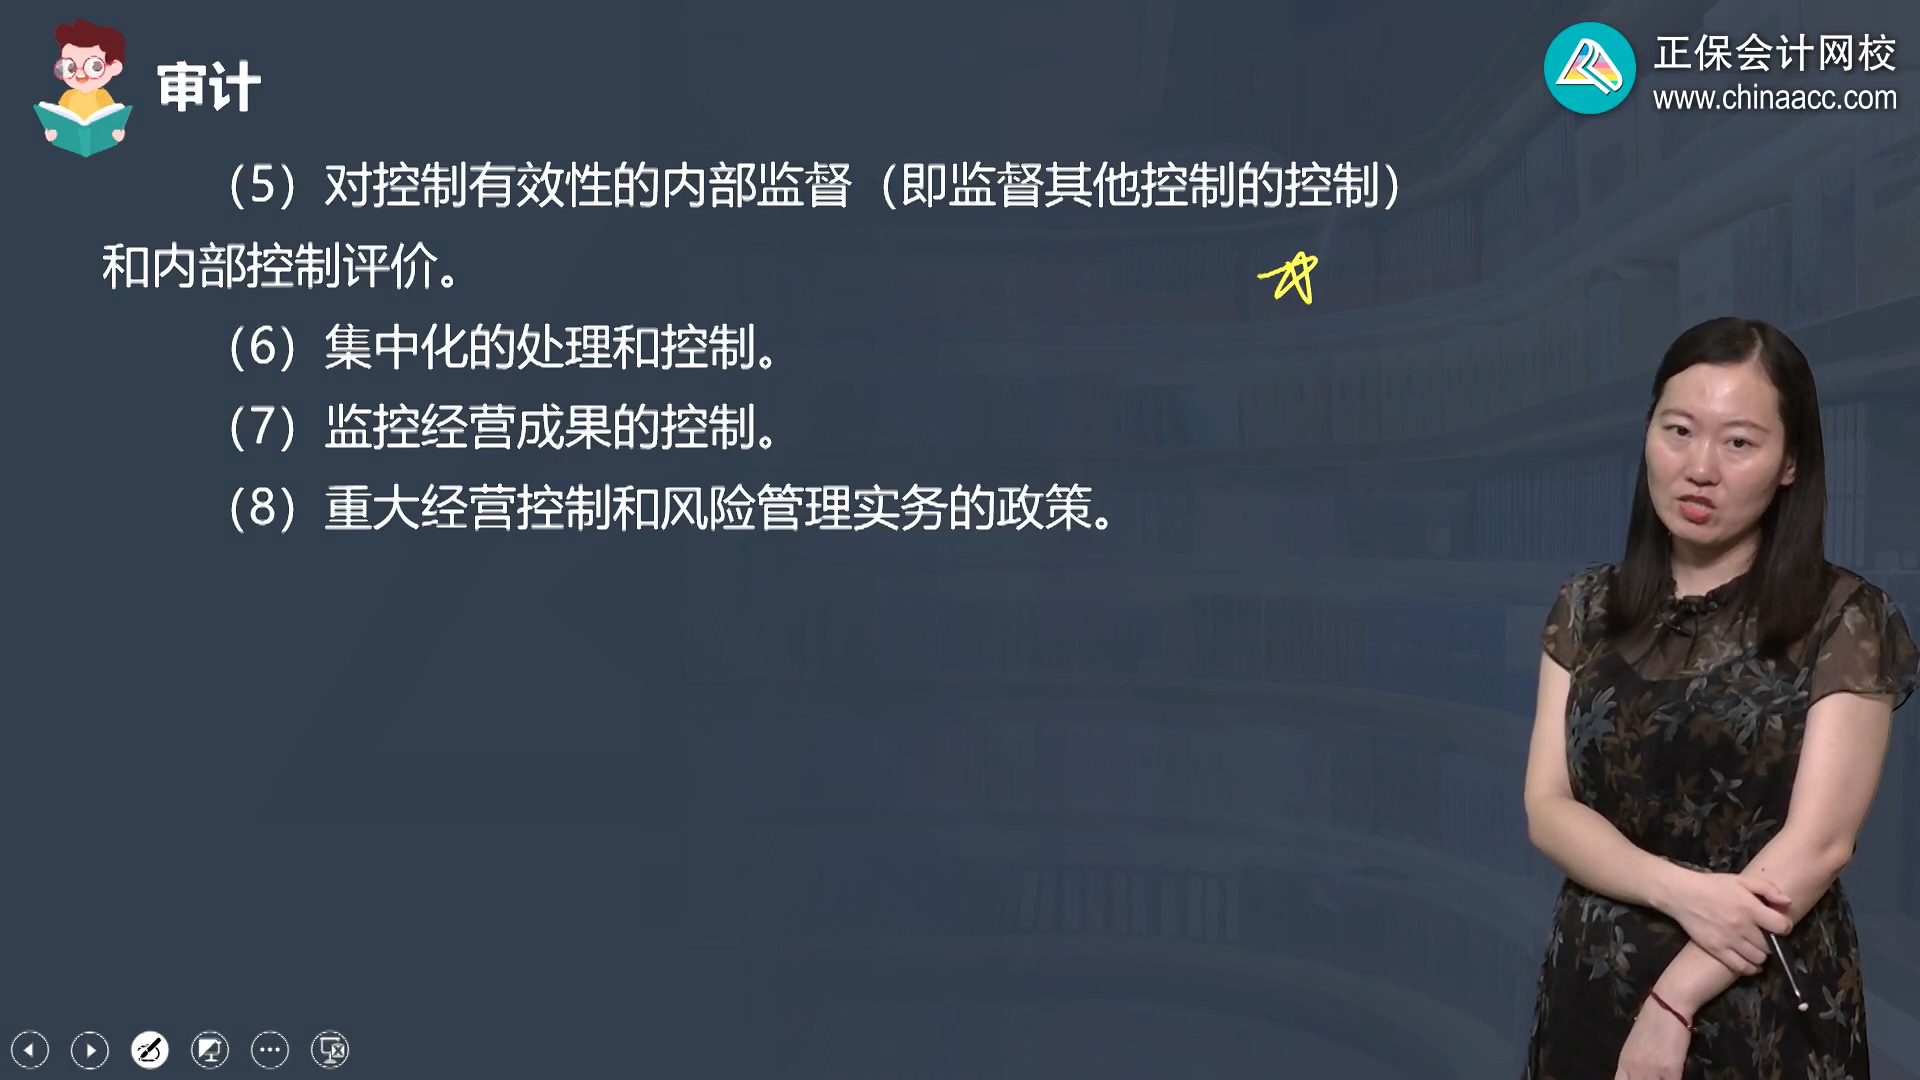 审计
正保会计网校
www.chinaacc.com
（5）对控制有效性的内部监督（即监督其他控制的控制）
和内部控制评价。
（6）集中化的处理和控制。
（7）监控经营成果的控制。
（8）重大经营控制和风险管理实务的政策。